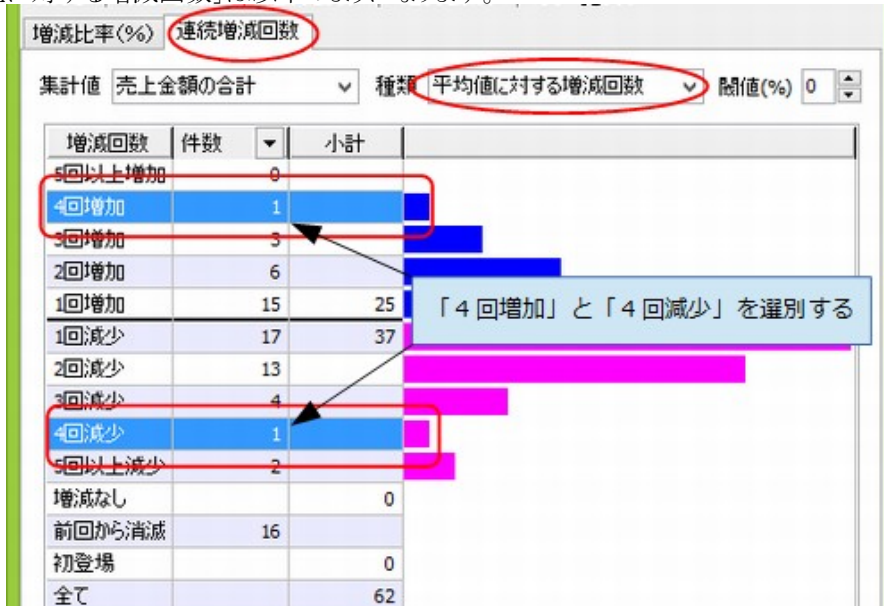 増減比率(%) 連続増減回数
集計値 売上金額の合計 種類 平均値に対する増減回数 閾値(%) 0
増減回数 件数 小計
5回以上増加 0
4回増加 1
3回増加 3
2回増加 6
1回増加 15 25
「4回増加」と「4回減少」を選別する
1回減少 17 37
2回減少 13
3回減少 4
4回減少 1
5回以上減少 2
増減なし 0
前回から消滅 16
初登場 0
全て 62